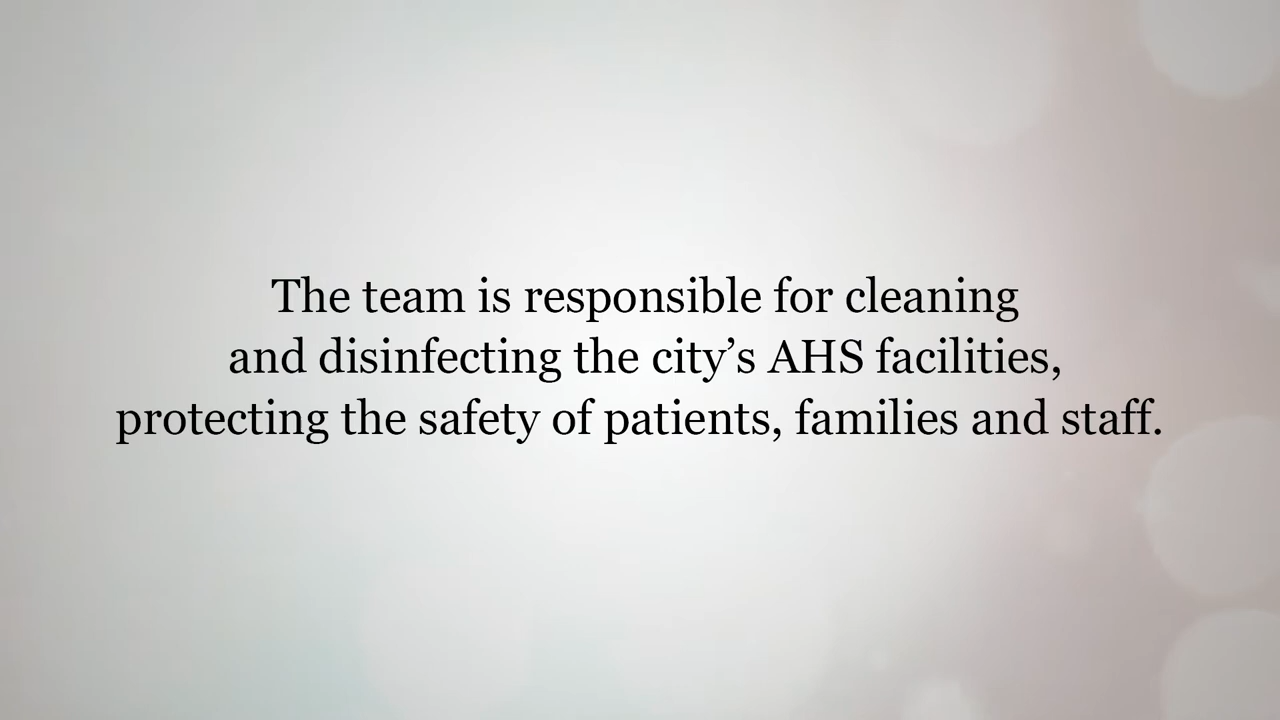 The team is responsible for cleaning
and disinfecting the city’s AHS facilities,
protecting the safety of patients, families and staff.